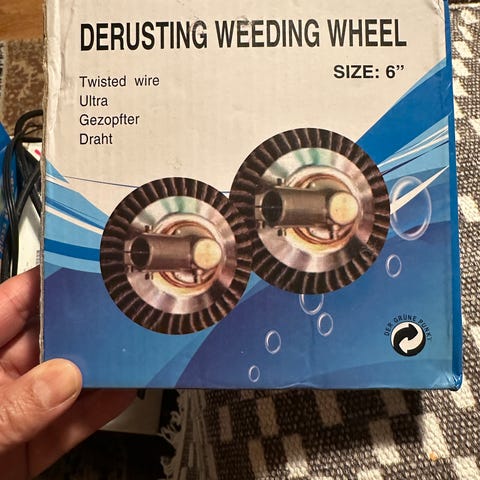 DERUSTING WEEDING WHEEL
SIZE: 6”
Twisted wire
Ultra
Gezopfter
Draht
DER GRÜNE PUNKT